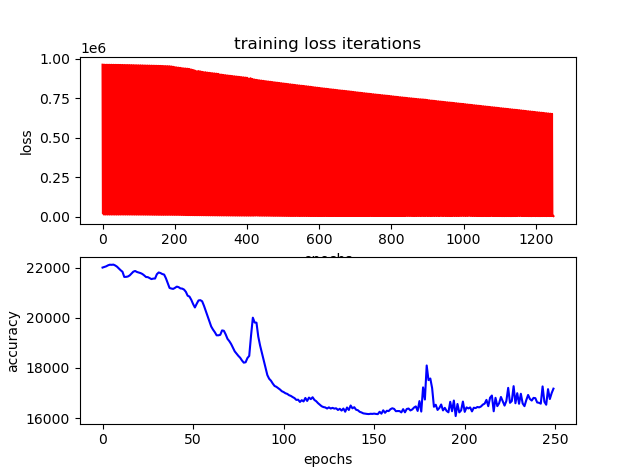 training loss iterations
1e6
1.00
0.75
0.50
0.25
0.00
loss
0 200 400 600 800 1000 1200
epochs
22000
20000
18000
16000
accuracy
0 50 100 150 200 250
epochs